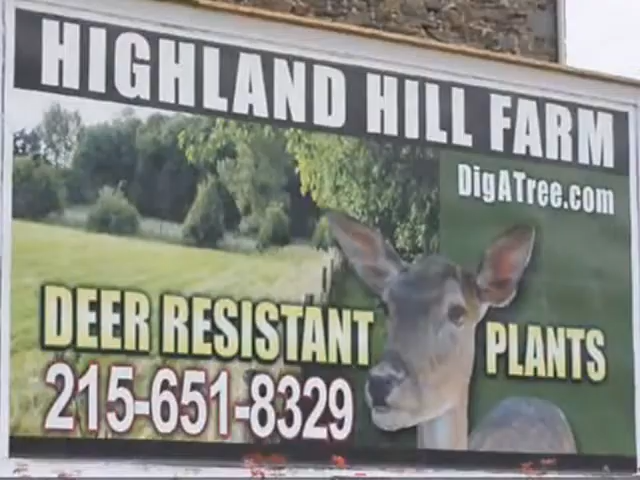 HIGHLAND HILL FARM
DigATree.com
DEER RESISTANT PLANTS
215-651-8329